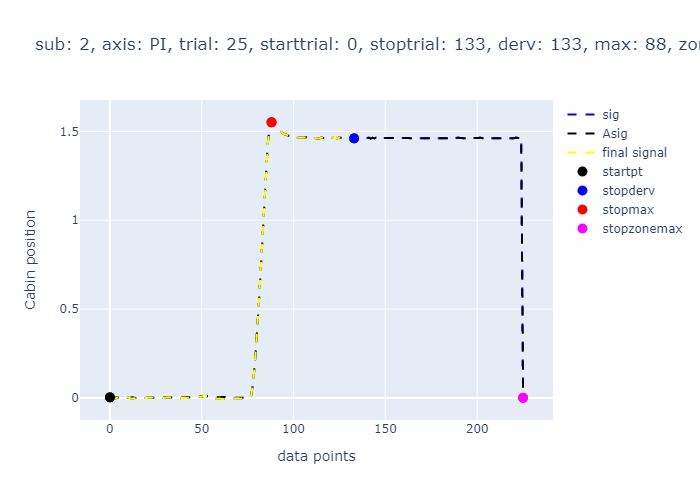 sub: 2, axis: PI, trial: 25, starttrial: 0, stoptrial: 133, derv: 133, max: 88,
sig
Asig
final signal
startpt
stopderv
stopmax
stopzonemax
1.5
1
0.5
0
0
50
100
150
200
Cabin position
data points